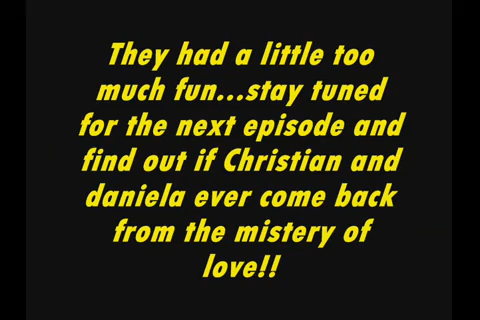 They had a little too
much fun...stay tuned
for the next episode and
find out if Christian and
daniela ever come back
from the mistery of
love!!